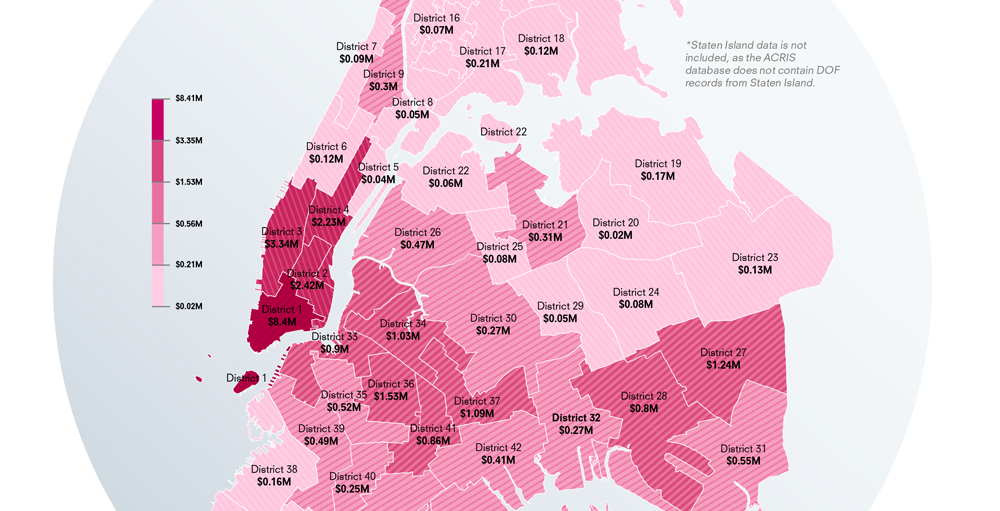 District 16
$0.07M
District 18
$0.12M
District 7
$0.09M
District 17
$0.21M
*Staten Island data is not
included, as the ACRIS
database does not contain DOF
records from Staten Island.
District 9
$0.3M
$8.41M
District 8
$0.05M
District 22
$3.35M
District 6
$0.12M
District 5
$0.04M
District 22
$0.06M
District 19
$0.17M
$1.53M
District 4
$2.23M
$0.56M
District 3
$3.34M
District 26
$0.47M
District 21
$0.31M
District 20
$0.02M
District 25
$0.08M
$0.21M
District 23
$0.13M
District 2
$2.42M
$0.02M
District 24
$0.08M
District 1
$8.4M
District 29
$0.05M
District 30
$0.27M
District 34
$1.03M
District 33
$0.9M
District 27
$1.24M
District 1
District 36
$1.53M
District 35
$0.52M
District 28
$0.8M
District 37
$1.09M
District 32
$0.27M
District 39
$0.49M
District 41
$0.86M
District 42
$0.41M
District 31
$0.55M
District 38
$0.16M
District 40
$0.25M